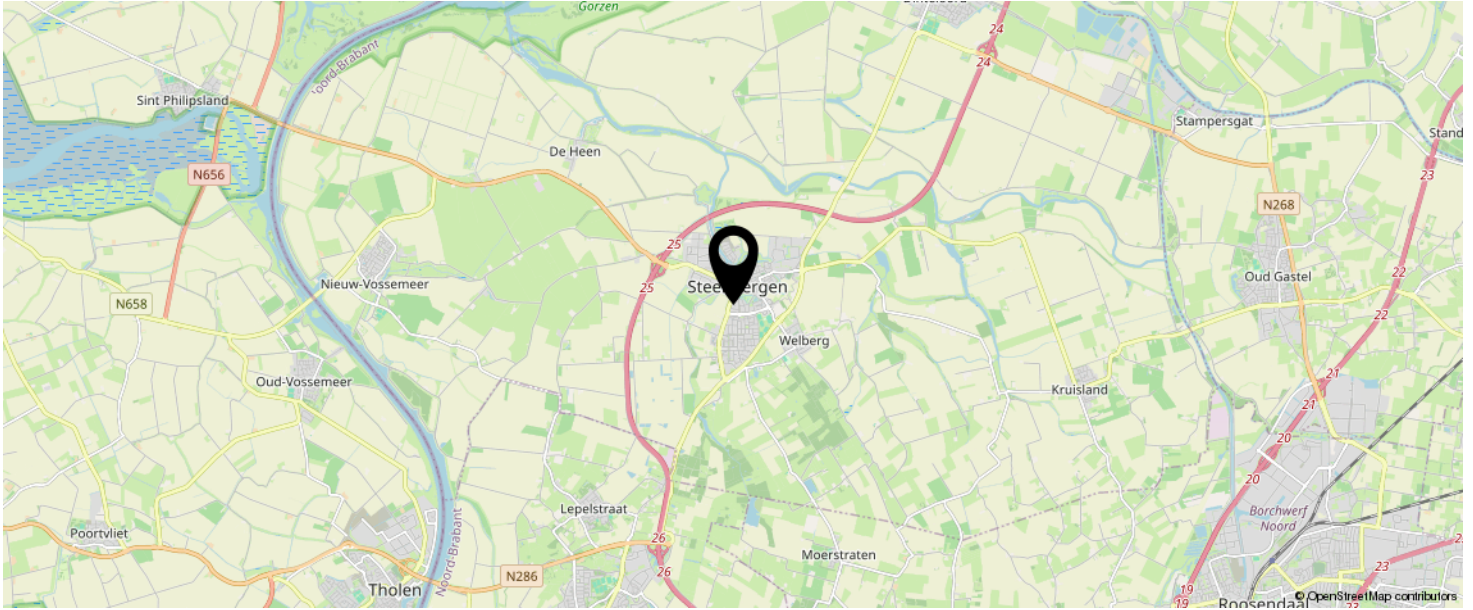 Gorzen
24
24
Noord-Brabant
Sint Philipsland
Stampersgat
De Heen
N656
23
N268
25
25
Steenbergen
Nieuw-Vossemeer
Oud Gastel
22
22
N658
Welberg
Oud-Vossemeer
Kruisland
21
21
20
20
Lepelstraat
Borchwerf
Noord
Poortvliet
26
Moerstraten
Noord-Brabant
N286
26
23
Tholen
19
19
22
Roosendaal
© OpenStreetMap contributors